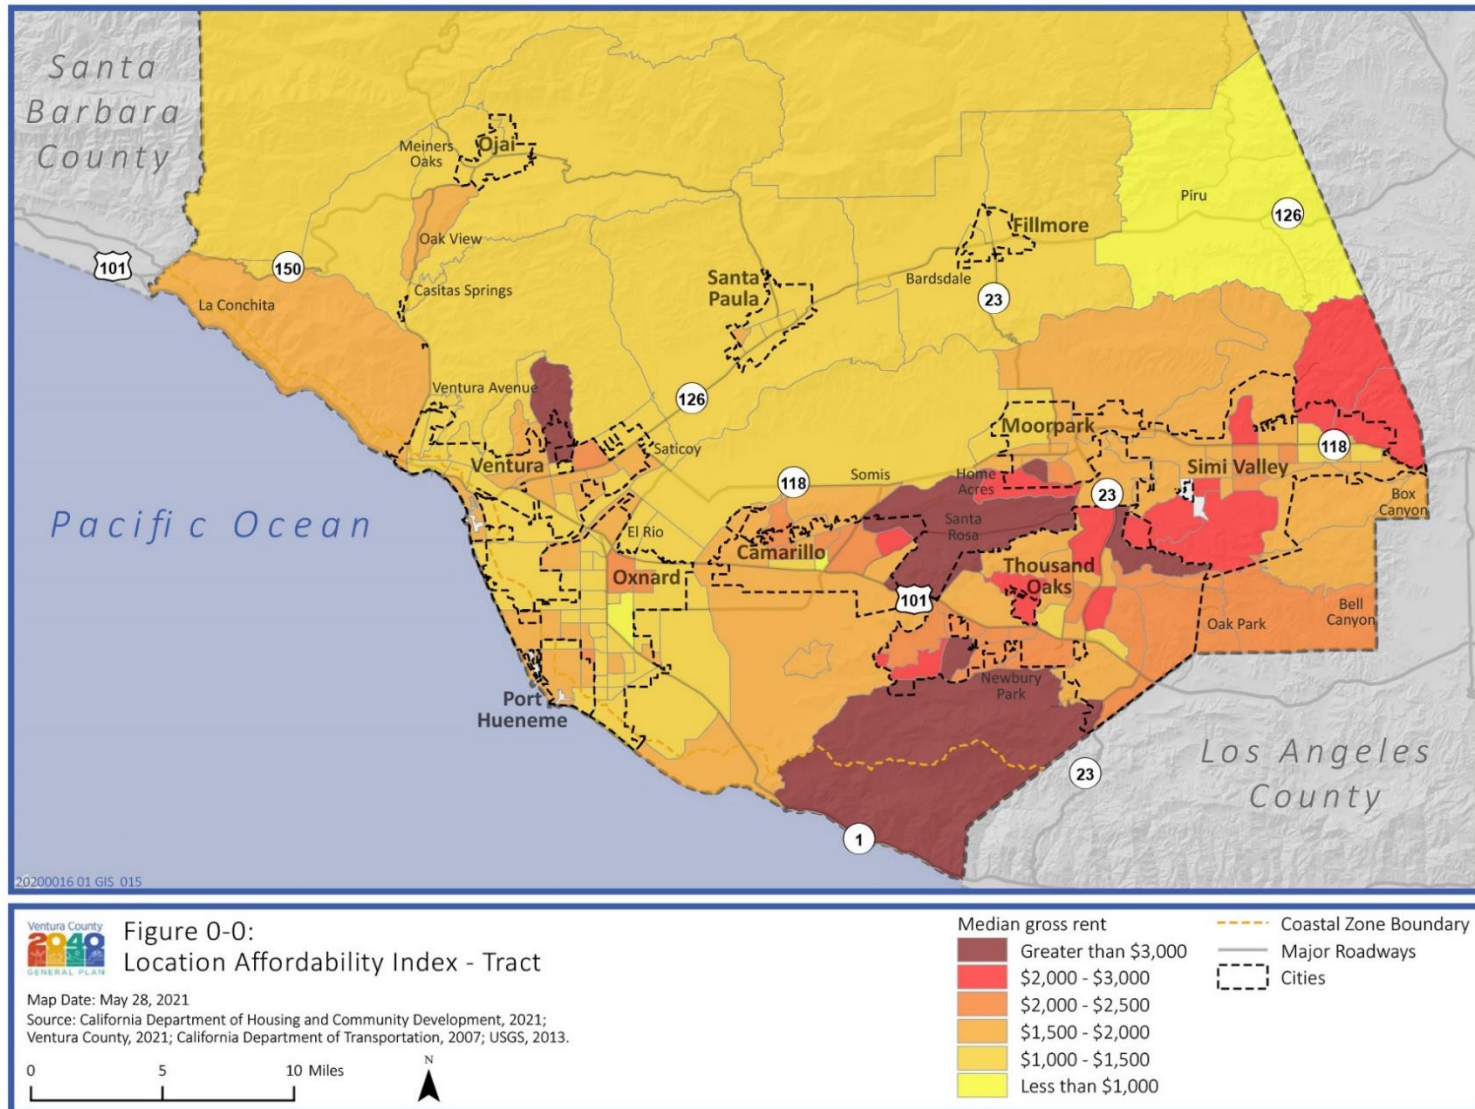 Santa
Barbara
County
Meiners
Oaks
Ojai
Piru
126
Oak View
Fillmore
101
150
Santa
Paula
Bardsdale
Casitas Springs
23
La Conchita
Ventura Avenue
126
Moorpark
118
Ventura
Saticoy
Simi Valley
118
Somis
Home
Acres
23
Box
Canyon
Pacific Ocean
El Rio
Santa
Rosa
Camarillo
Thousand
Oaks
Oxnard
101
Bell
Canyon
Oak Park
Newbury
Park
Port
Hueneme
Los Angeles
County
23
1
20200016 01 GIS 015
Ventura County
2040
GENERAL PLAN
Figure 0-0:
Location Affordability Index - Tract
Map Date: May 28, 2021
Source: California Department of Housing and Community Development, 2021;
Ventura County, 2021; California Department of Transportation, 2007; USGS, 2013.
0 5 10 Miles
N
Median gross rent
Greater than $3,000
$2,000 - $3,000
$2,000 - $2,500
$1,500 - $2,000
$1,000 - $1,500
Less than $1,000
Coastal Zone Boundary
Major Roadways
Cities